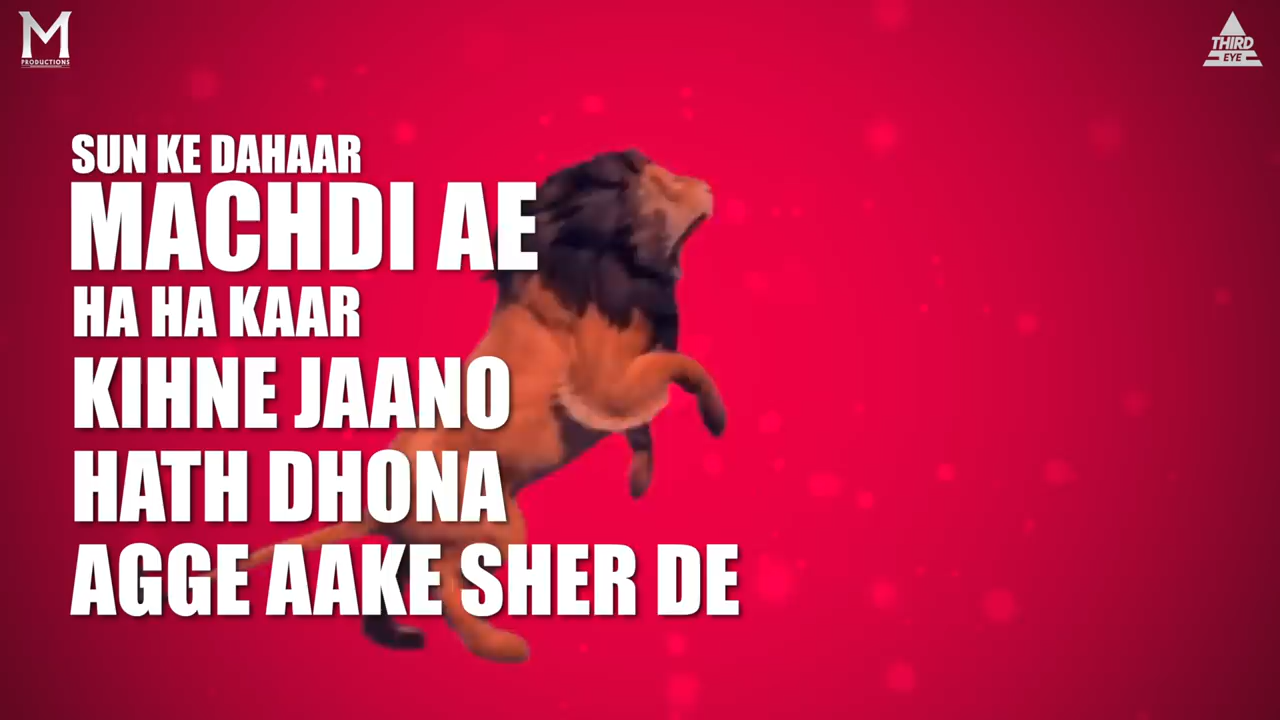 M
PRODUCTIONS
THIRD
EYE
SUN KE DAHAAR
MACHDI AE
HA HA KAAR
KIHNE JAANO
HATH DHONA
AGGE AAKE SHER DE